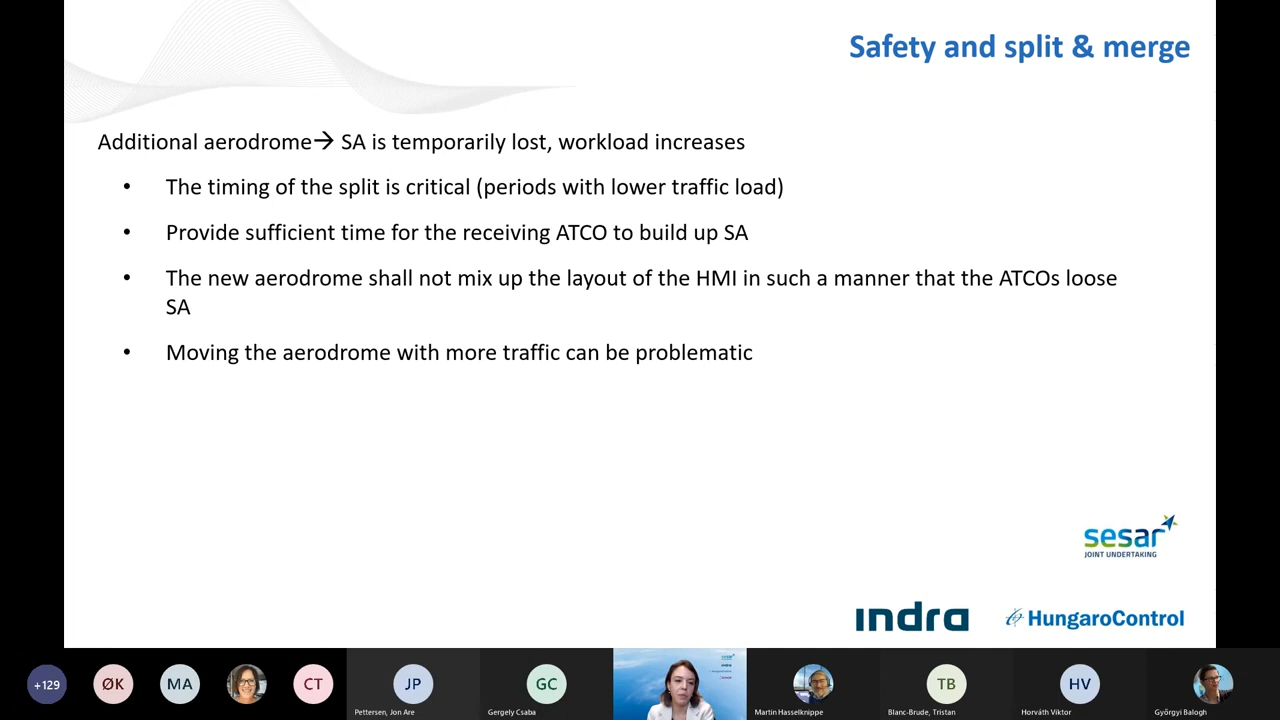 Safety and split & merge
Additional aerodrome→ SA is temporarily lost, workload increases
• The timing of the split is critical (periods with lower traffic load)
• Provide sufficient time for the receiving ATCO to build up SA
• The new aerodrome shall not mix up the layout of the HMI in such a manner that the ATCOs loose
SA
• Moving the aerodrome with more traffic can be problematic
sesar
JOINT UNDERTAKING
indra
HungaroControl
+129
ØK
MA
CT
JP
GC
TB
HV
Pettersen, Jon Are
Gergely Csaba
Martin Hasselknippe
Blanc-Brude, Tristan
Horváth Viktor
Györgyi Balogh